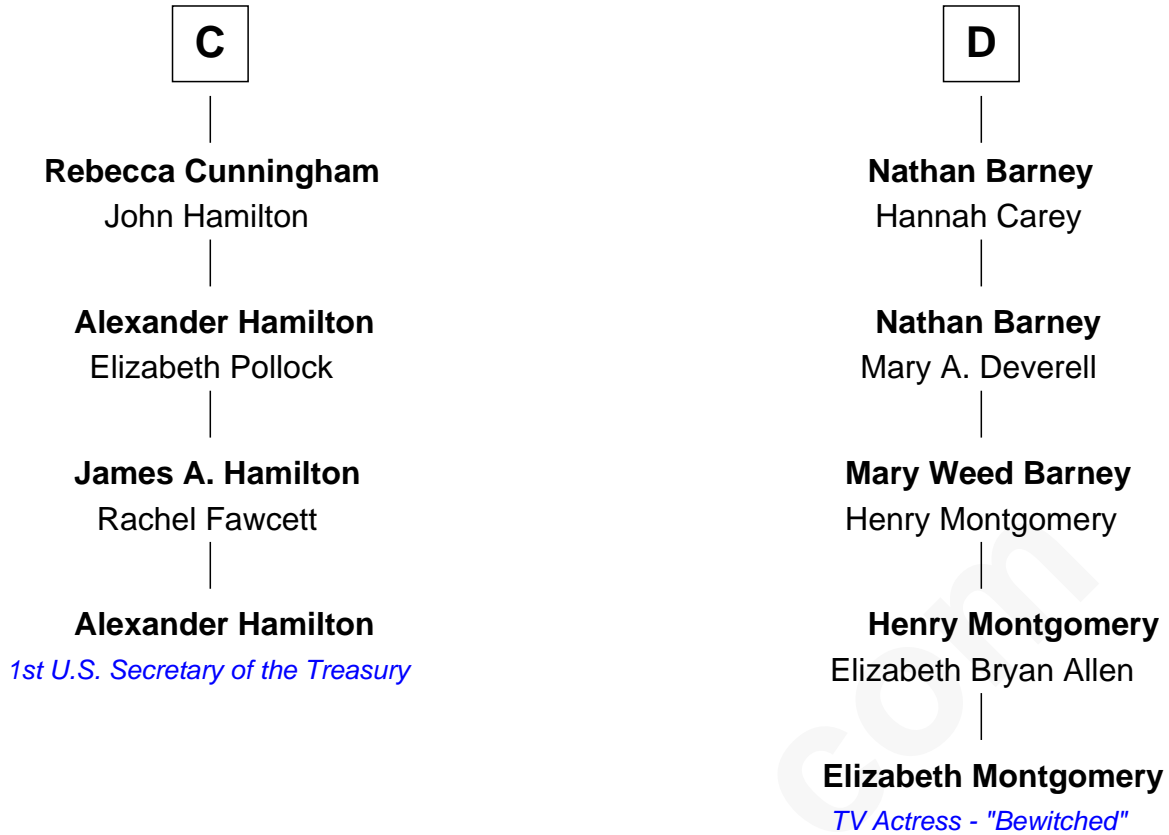 C
Rebecca Cunningham
John Hamilton
Alexander Hamilton
Elizabeth Pollock
James A. Hamilton
Rachel Fawcett
Alexander Hamilton
1st U.S. Secretary of the Treasury
D
Nathan Barney
Hannah Carey
Nathan Barney
Mary A. Deverell
Mary Weed Barney
Henry Montgomery
Henry Montgomery
Elizabeth Bryan Allen
Elizabeth Montgomery
TV Actress - "Bewitched"
com